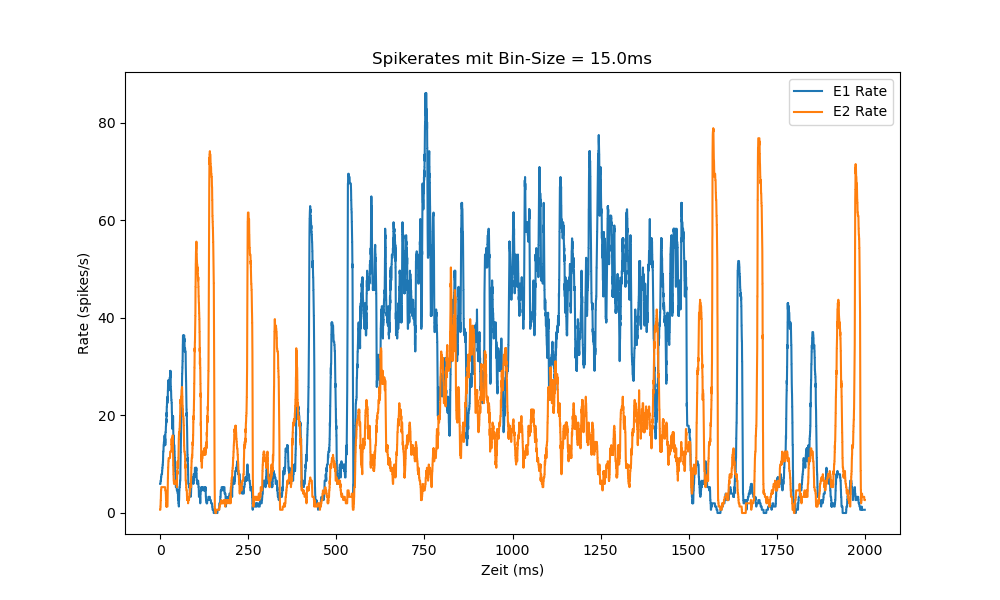 Spikerates mit Bin-Size = 15.0ms
E1 Rate
E2 Rate
Rate (spikes/s)
80
60
40
20
0
0 250 500 750 1000 1250 1500 1750 2000
Zeit (ms)